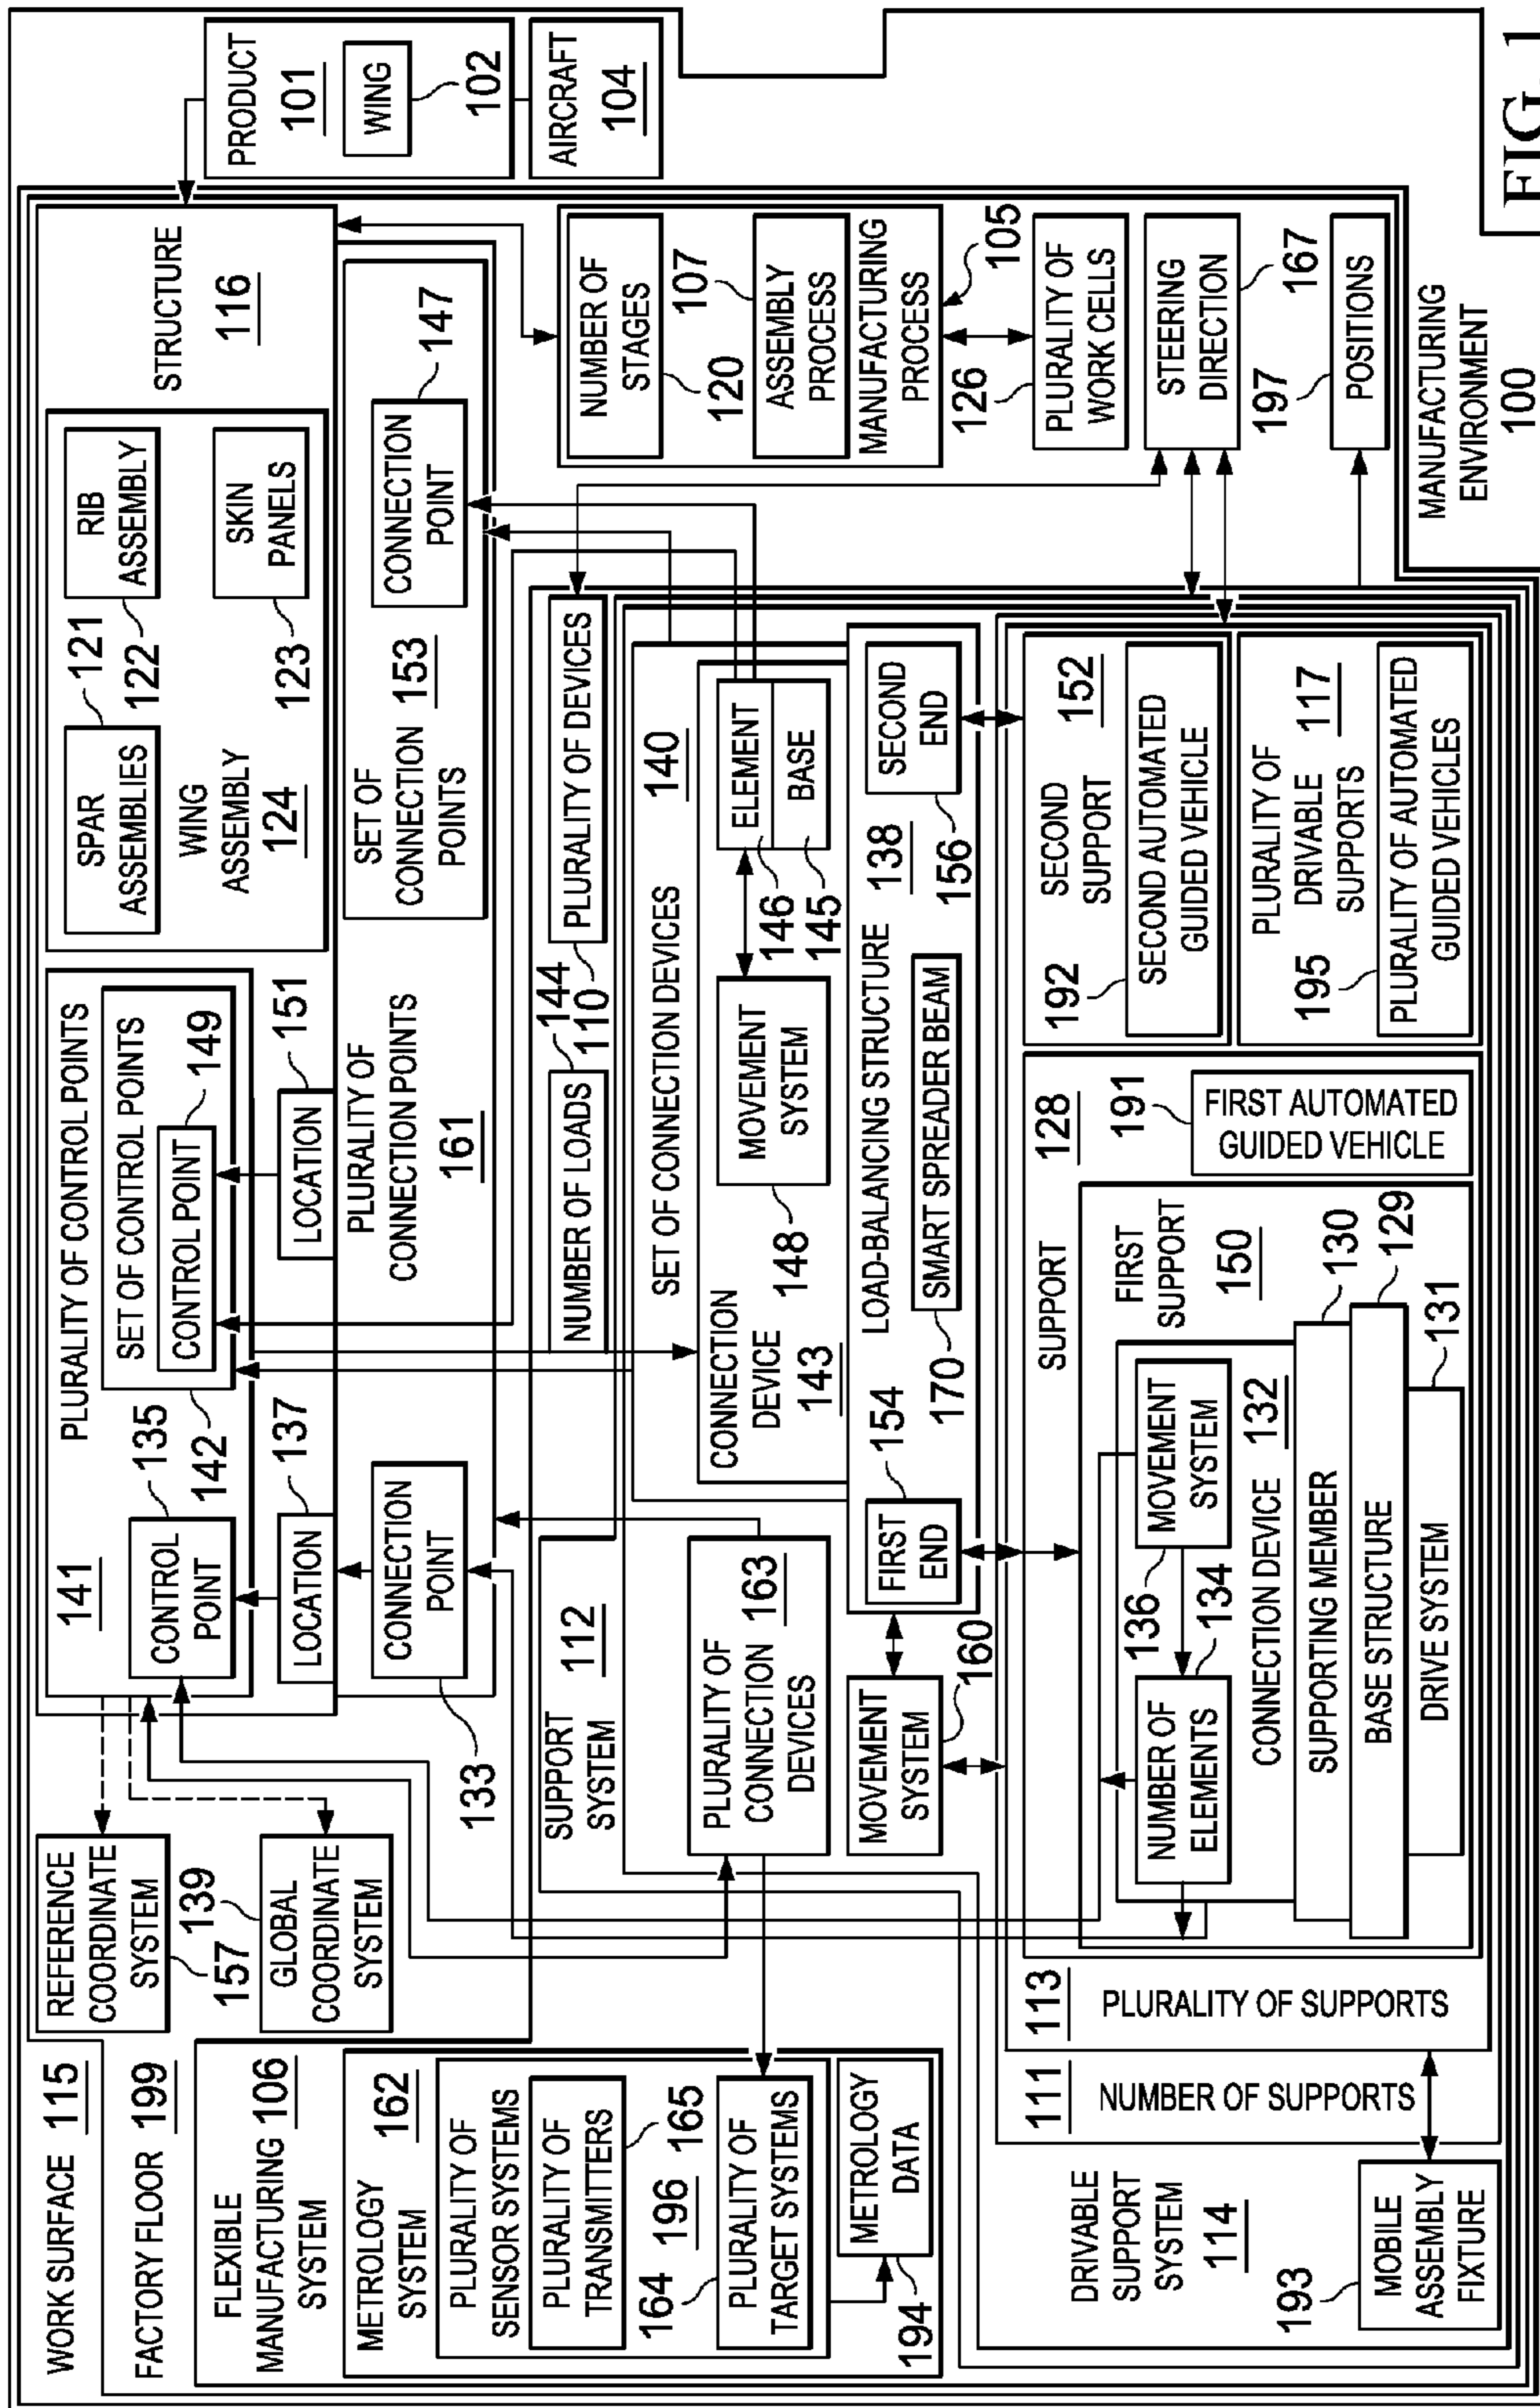 WORK SURFACE 115
FACTORY FLOOR 199
FLEXIBLE
MANUFACTURING 106
SYSTEM
METROLOGY
SYSTEM
162
PLURALITY OF
SENSOR SYSTEMS
PLURALITY OF
TRANSMITTERS
165
164
196
PLURALITY OF
TARGET SYSTEMS
METROLOGY
DATA
194
REFERENCE
COORDINATE
SYSTEM
157
139
GLOBAL
COORDINATE
SYSTEM
PLURALITY OF CONTROL POINTS
141
CONTROL
POINT
135
142
SET OF CONTROL POINTS
CONTROL POINT
149
LOCATION
137
LOCATION
151
CONNECTION
POINT
133
PLURALITY OF
CONNECTION POINTS
161
SPAR
ASSEMBLIES
121
RIB
ASSEMBLY
122
SKIN
PANELS
123
WING
ASSEMBLY
124
STRUCTURE
116
SET OF
CONNECTION
POINTS
153
CONNECTION
POINT
147
PRODUCT
101
WING
102
AIRCRAFT
104
NUMBER OF
STAGES
120
107
ASSEMBLY
PROCESS
MANUFACTURING
PROCESS
105
126
PLURALITY OF
WORK CELLS
STEERING
DIRECTION
167
197
POSITIONS
MANUFACTURING
ENVIRONMENT
100
SUPPORT
SYSTEM
112
NUMBER OF LOADS
144
110
PLURALITY OF DEVICES
PLURALITY OF
CONNECTION
DEVICES
163
MOVEMENT
SYSTEM
160
SET OF CONNECTION DEVICES
140
CONNECTION
DEVICE
143
MOVEMENT
SYSTEM
148
ELEMENT
BASE
146
145
FIRST
END
154
LOAD-BALANCING STRUCTURE
138
170
SMART SPREADER BEAM
SECOND
END
156
DRIVABLE
SUPPORT
SYSTEM
114
193
MOBILE
ASSEMBLY
FIXTURE
111
NUMBER OF SUPPORTS
113
PLURALITY OF SUPPORTS
SUPPORT
128
FIRST
SUPPORT
150
191
FIRST AUTOMATED
GUIDED VEHICLE
MOVEMENT
SYSTEM
136
134
NUMBER OF
ELEMENTS
CONNECTION DEVICE
132
SUPPORTING MEMBER
130
BASE STRUCTURE
129
DRIVE SYSTEM
131
SECOND
SUPPORT
152
192
SECOND AUTOMATED
GUIDED VEHICLE
PLURALITY OF
DRIVABLE
SUPPORTS
117
195
PLURALITY OF AUTOMATED
GUIDED VEHICLES
FIG. 1